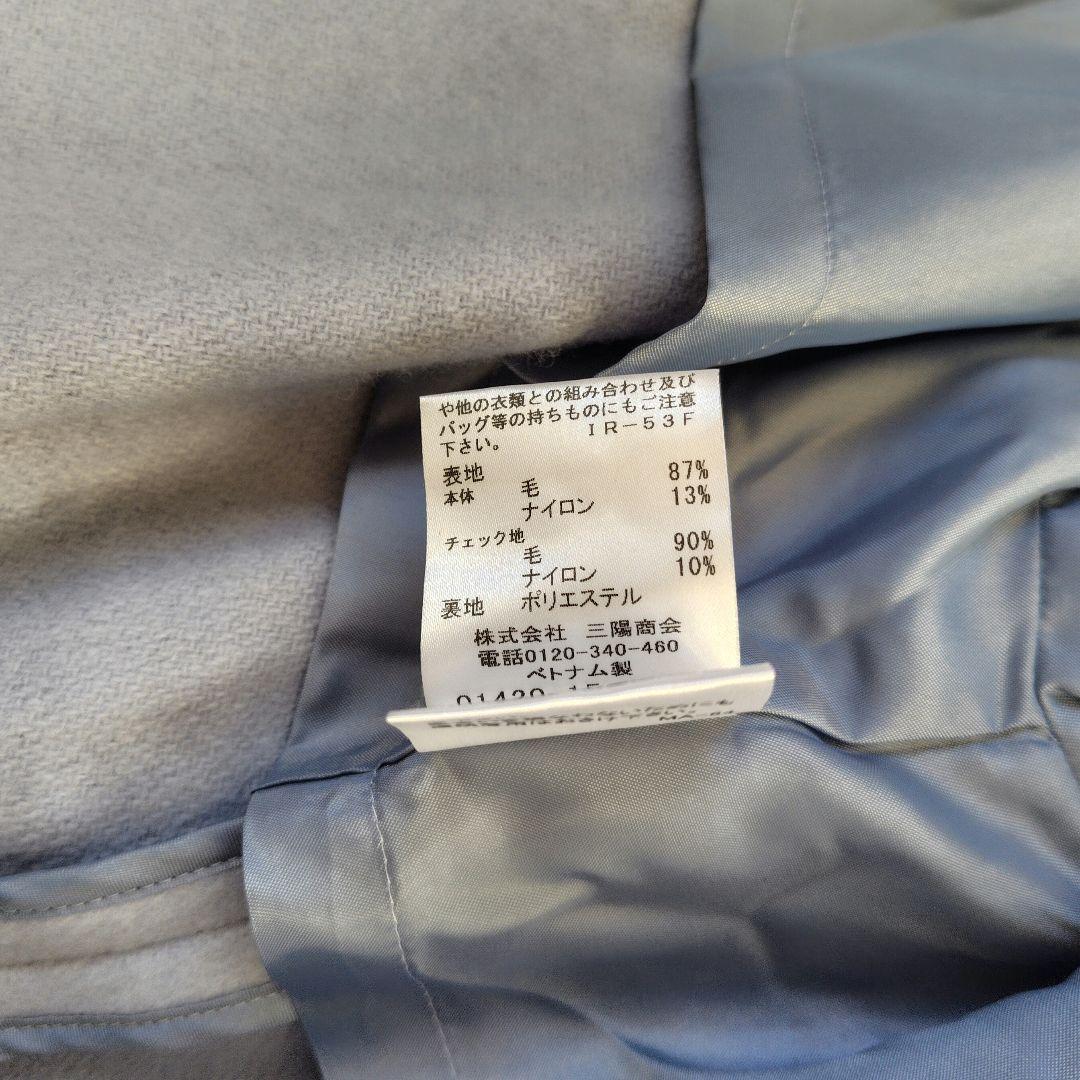 や他の衣類との組み合わせ及び
バッグ等の持ちものにもご注意
下さい。 IR-53F
表地 87%
本体 毛 13%
ナイロン
チェック地
毛 90%
ナイロン 10%
裏地 ポリエステル
株式会社 三陽商会
電話0120-340-460
ベトナム製